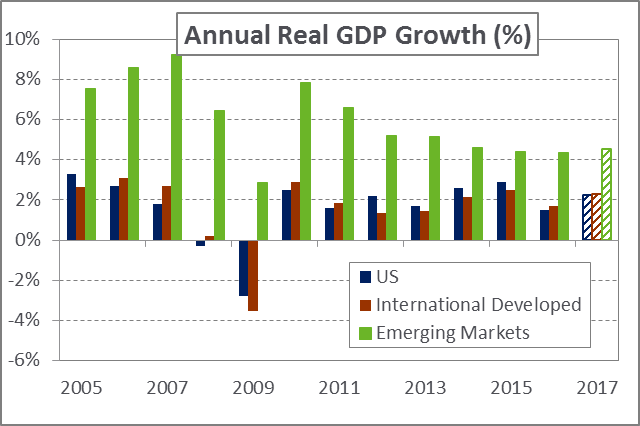 Annual Real GDP Growth (%)
10%
8%
6%
4%
2%
0%
-2%
-4%
-6%
US
International Developed
Emerging Markets
2005 2007 2009 2011 2013 2015 2017